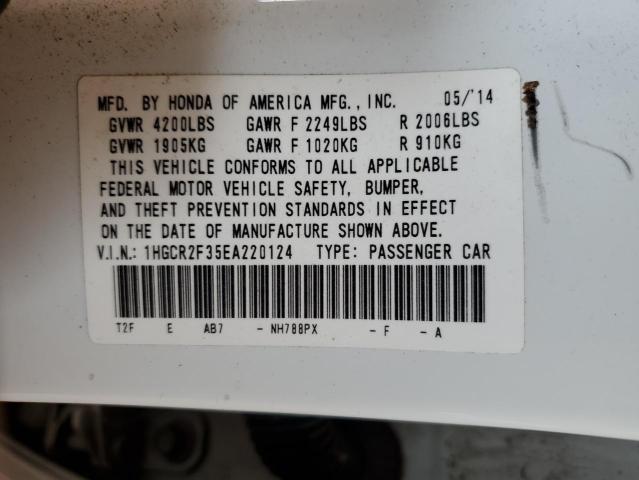 MFD. BY HONDA OF AMERICA MFG., INC. 05/'14
GVWR 4200LBS GAWR F 2249LBS R 2006LBS
GVWR 1905KG GAWR F 1020KG R 910KG
THIS VEHICLE CONFORMS TO ALL APPLICABLE
FEDERAL MOTOR VEHICLE SAFETY, BUMPER,
AND THEFT PREVENTION STANDARDS IN EFFECT
ON THE DATE OF MANUFACTURE SHOWN ABOVE.
V.I.N.: 1HGCR2F35EA220124 TYPE: PASSENGER CAR
T2F E AB7 - NH788PX - F - A